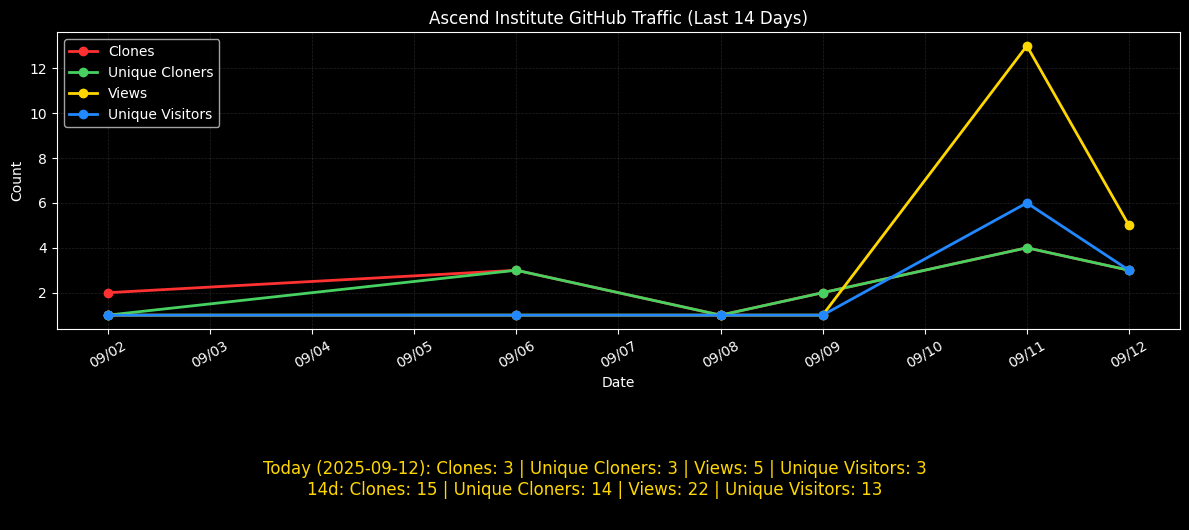 Ascend Institute GitHub Traffic (Last 14 Days)
Clones
Unique Cloners
Views
Unique Visitors
Count
12
10
8
6
4
2
09/02
09/03
09/04
09/05
09/06
09/07
09/08
09/09
09/10
09/11
09/12
Date
Today (2025-09-12): Clones: 3 | Unique Cloners: 3 | Views: 5 | Unique Visitors: 3
14d: Clones: 15 | Unique Cloners: 14 | Views: 22 | Unique Visitors: 13